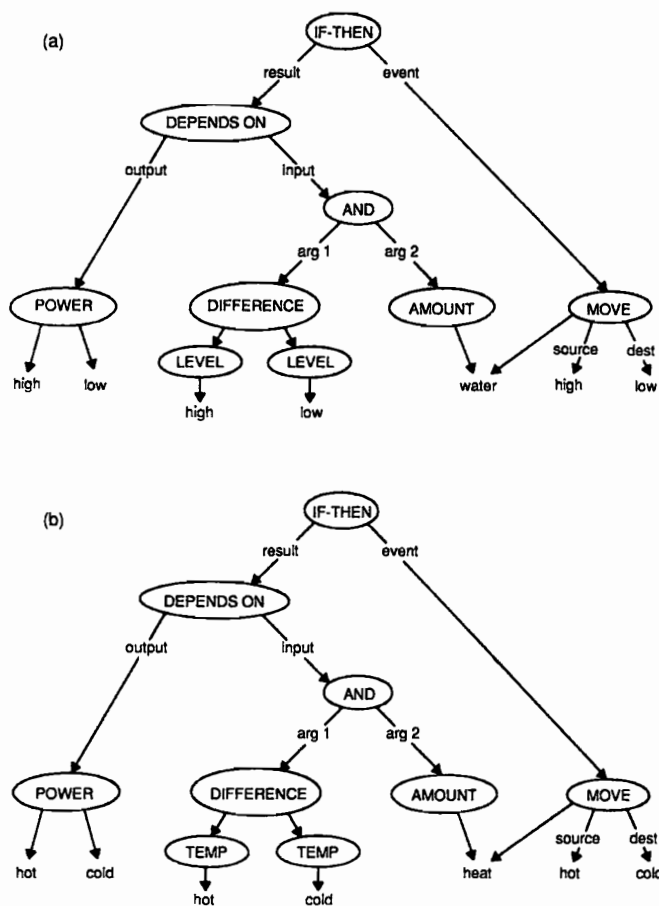 (a)
IF-THEN
result event
DEPENDS ON
output input
AND
arg 1 arg 2
POWER DIFFERENCE AMOUNT MOVE
LEVEL LEVEL source dest
high low water high low
high low
(b)
IF-THEN
result event
DEPENDS ON
output input
AND
arg 1 arg 2
POWER DIFFERENCE AMOUNT MOVE
TEMP TEMP source dest
hot cold heat hot cold
hot cold